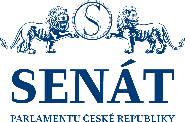 S
SENÁT
PARLAMENTU ČESKÉ REPUBLIKY